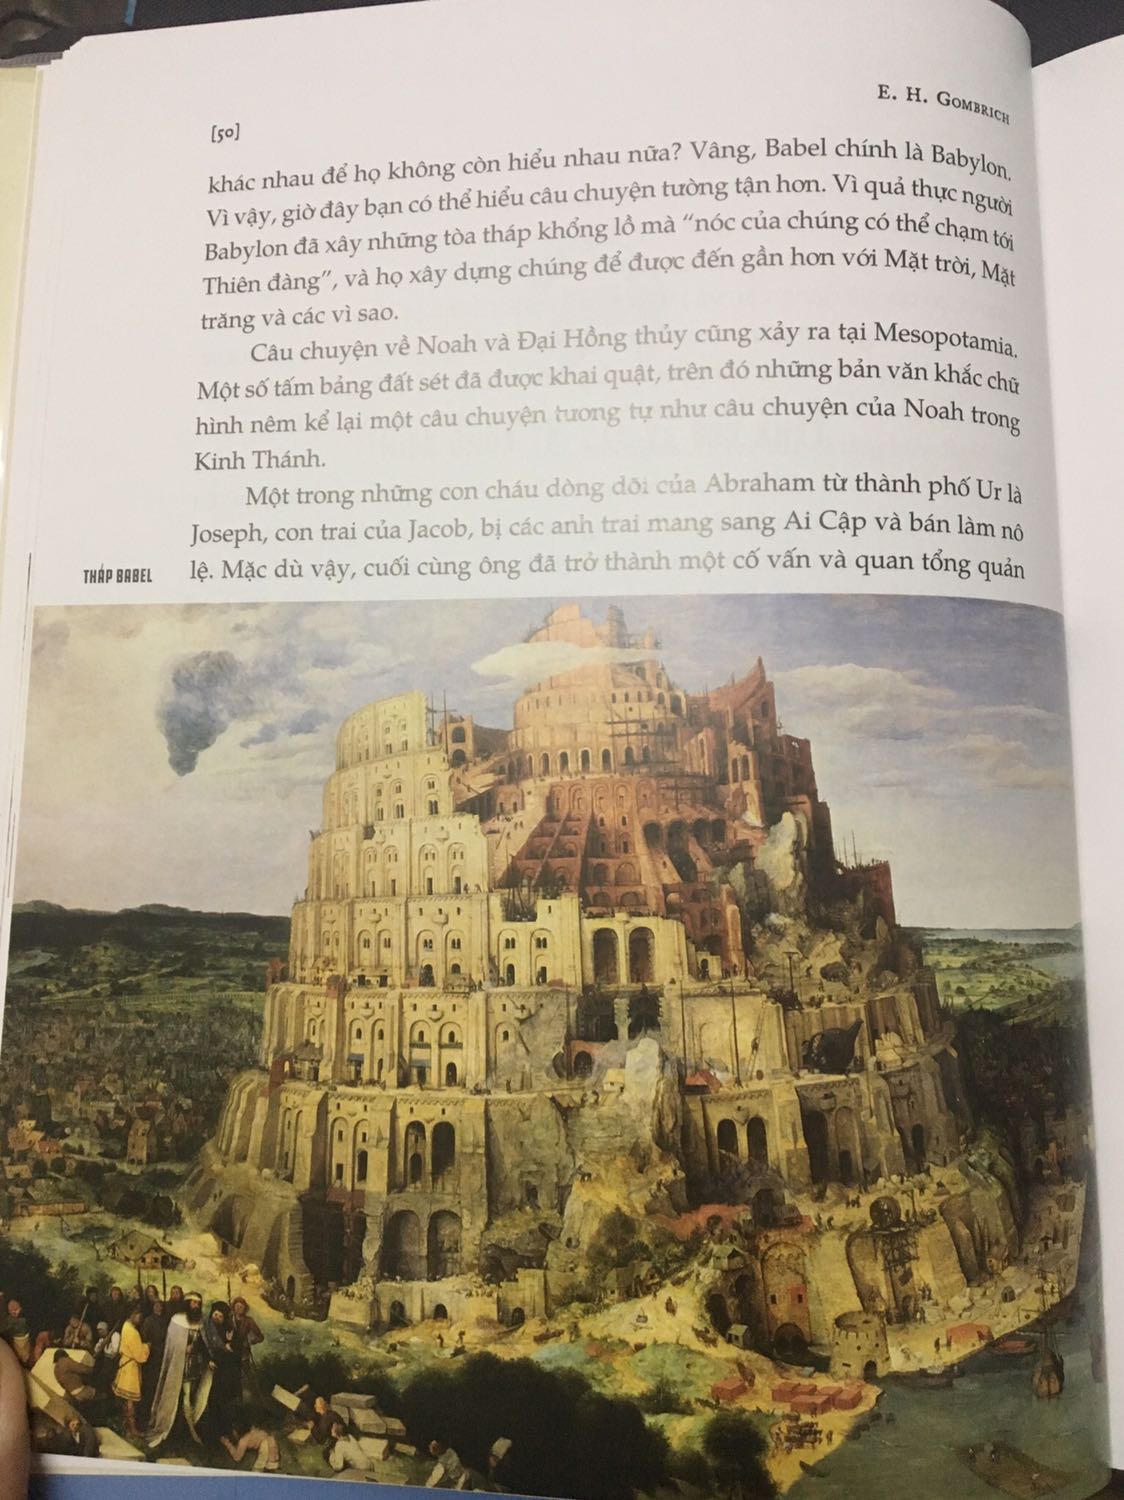 E. H. GOMBRICH
[50]
khác nhau để họ không còn hiểu nhau nữa? Vâng, Babel chính là Babylon.
Vì vậy, giờ đây bạn có thể hiểu câu chuyện tường tận hơn. Vì quả thực người
Babylon đã xây những tòa tháp khổng lồ mà “nóc của chúng có thể chạm tới
Thiên đàng”, và họ xây dựng chúng để được đến gần hơn với Mặt trời, Mặt
trăng và các vì sao.
Câu chuyện về Noah và Đại Hồng thủy cũng xảy ra tại Mesopotamia.
Một số tấm bảng đất sét đã được khai quật, trên đó những bản văn khắc chữ
hình nêm kể lại một câu chuyện tương tự như câu chuyện của Noah trong
Kinh Thánh.
Một trong những con cháu dòng dõi của Abraham từ thành phố Ur là
Joseph, con trai của Jacob, bị các anh trai mang sang Ai Cập và bán làm nô
lệ. Mặc dù vậy, cuối cùng ông đã trở thành một cố vấn và quan tổng quản
THÁP BABEL